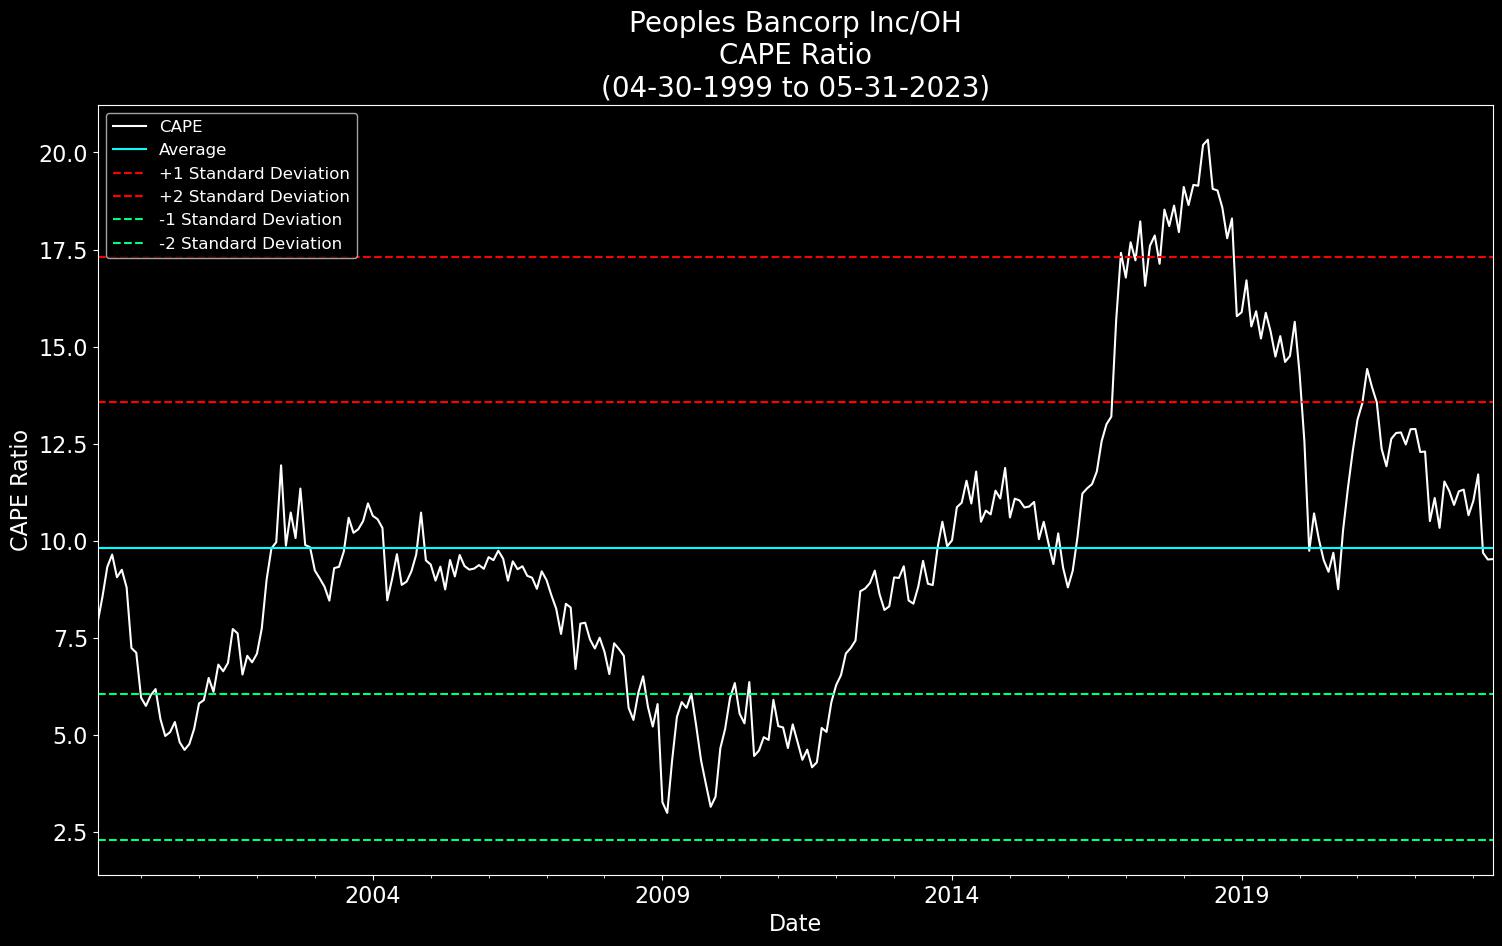 Peoples Bancorp Inc/OH
CAPE Ratio
(04-30-1999 to 05-31-2023)
CAPE
Average
+1 Standard Deviation
+2 Standard Deviation
-1 Standard Deviation
-2 Standard Deviation
20.0
17.5
15.0
12.5
10.0
7.5
5.0
2.5
CAPE Ratio
2004
2009
2014
2019
Date